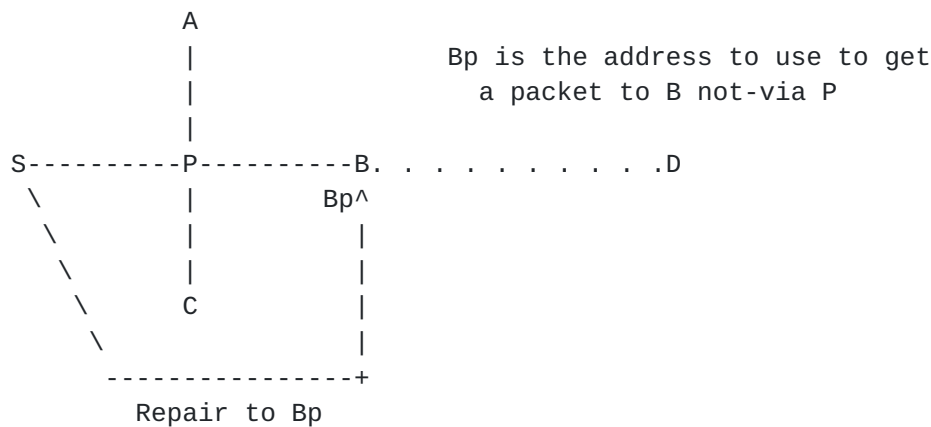 A
Bp is the address to use to get
a packet to B not-via P
S----------P----------B. . . . . . . . . .D
Bp^
C
Repair to Bp